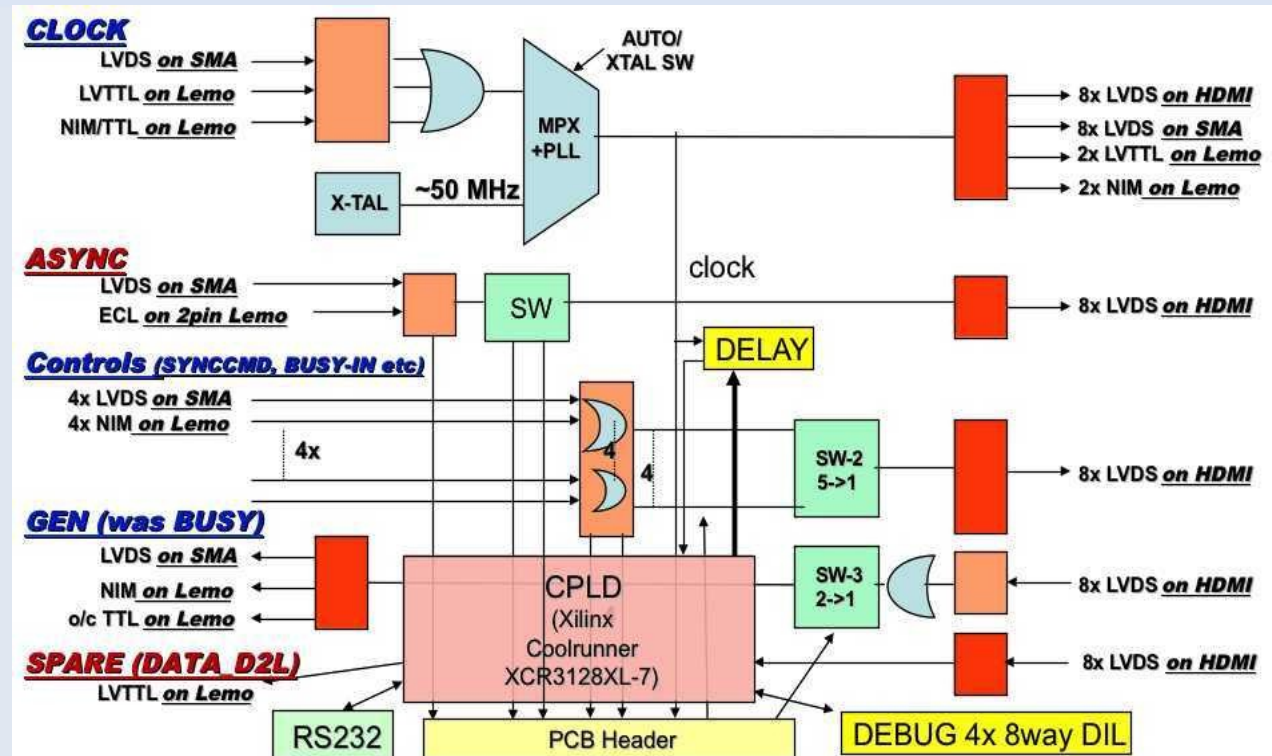 CLOCK
LVDS on SMA
LVTTL on Lemo
NIM/TTL on Lemo
AUTO/
XTAL SW
MPX
+PLL
X-TAL
~50 MHz
8x LVDS on HDMI
8x LVDS on SMA
2x LVTTL on Lemo
2x NIM on Lemo
ASYNC
LVDS on SMA
ECL on 2pin Lemo
SW
clock
8x LVDS on HDMI
DELAY
Controls (SYNCCMD, BUSY-IN etc)
4x LVDS on SMA
4x NIM on Lemo
4x
4
4
SW-2
5->1
8x LVDS on HDMI
GEN (was BUSY)
LVDS on SMA
NIM on Lemo
o/c TTL on Lemo
CPLD
(Xilinx
Coolrunner
XCR3128XL-7)
SW-3
2->1
8x LVDS on HDMI
8x LVDS on HDMI
SPARE (DATA_D2L)
LVTTL on Lemo
RS232
PCB Header
DEBUG 4x 8way DIL